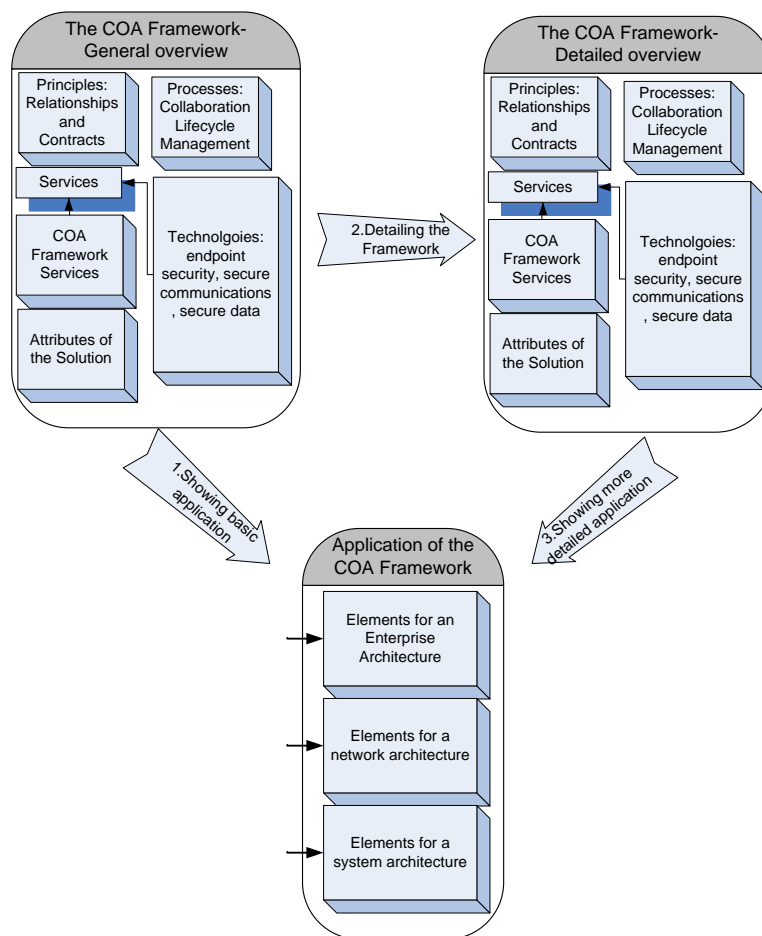 The COA Framework-
General overview
Principles:
Relationships
and
Contracts
Processes:
Collaboration
Lifecycle
Management
Services
COA
Framework
Services
Technolgoies:
endpoint
security, secure
communications
, secure data
Attributes of
the Solution
2.Detailing the
Framework
The COA Framework-
Detailed overview
Principles:
Relationships
and
Contracts
Processes:
Collaboration
Lifecycle
Management
Services
COA
Framework
Services
Technolgoies:
endpoint
security, secure
communications
, secure data
Attributes of
the Solution
1.Showing basic
application
3.Showing more
detailed application
Application of the
COA Framework
Elements for an
Enterprise
Architecture
Elements for a
network architecture
Elements for a
system architecture